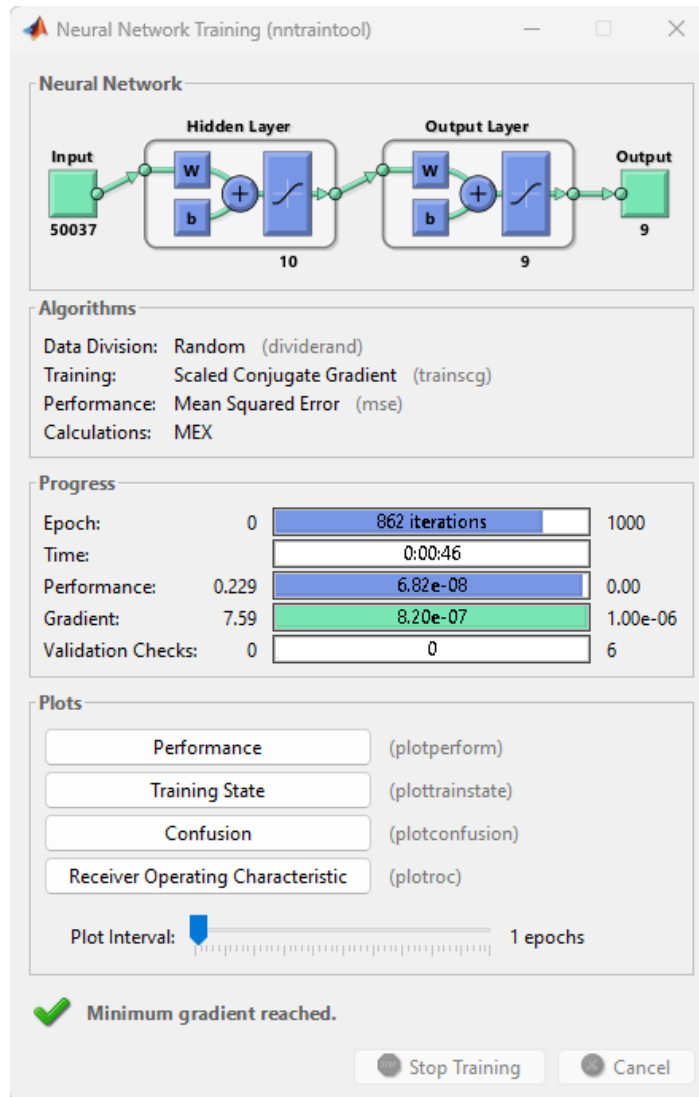 Neural Network Training (nntraintool)
Neural Network
Hidden Layer
Output Layer
Input
W
b
W
b
Output
50037
10
9
9
Algorithms
Data Division: Random (dividerand)
Training: Scaled Conjugate Gradient (trainscg)
Performance: Mean Squared Error (mse)
Calculations: MEX
Progress
Epoch: 0 862 iterations 1000
Time: 0:00:46
Performance: 0.229 6.82e-08 0.00
Gradient: 7.59 8.20e-07 1.00e-06
Validation Checks: 0 0 6
Plots
Performance (plotperform)
Training State (plottrainstate)
Confusion (plotconfusion)
Receiver Operating Characteristic (plotroc)
Plot Interval: 1 epochs
Minimum gradient reached.
Stop Training Cancel